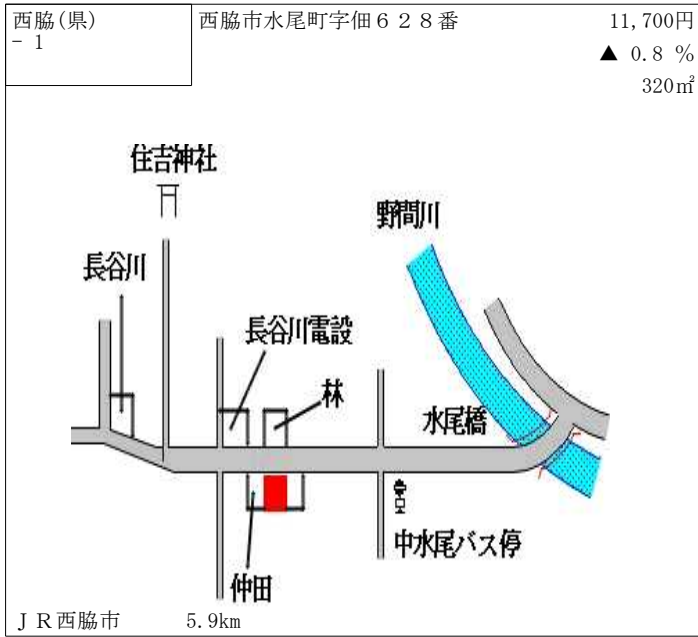 西脇(県)
- 1
西脇市水尾町字佃６２８番
11,700円
▲ 0.8 %
320㎡
住吉神社
野間川
長谷川
長谷川電設
林
水尾橋
中水尾バス停
仲田
ＪＲ西脇市 5.9km